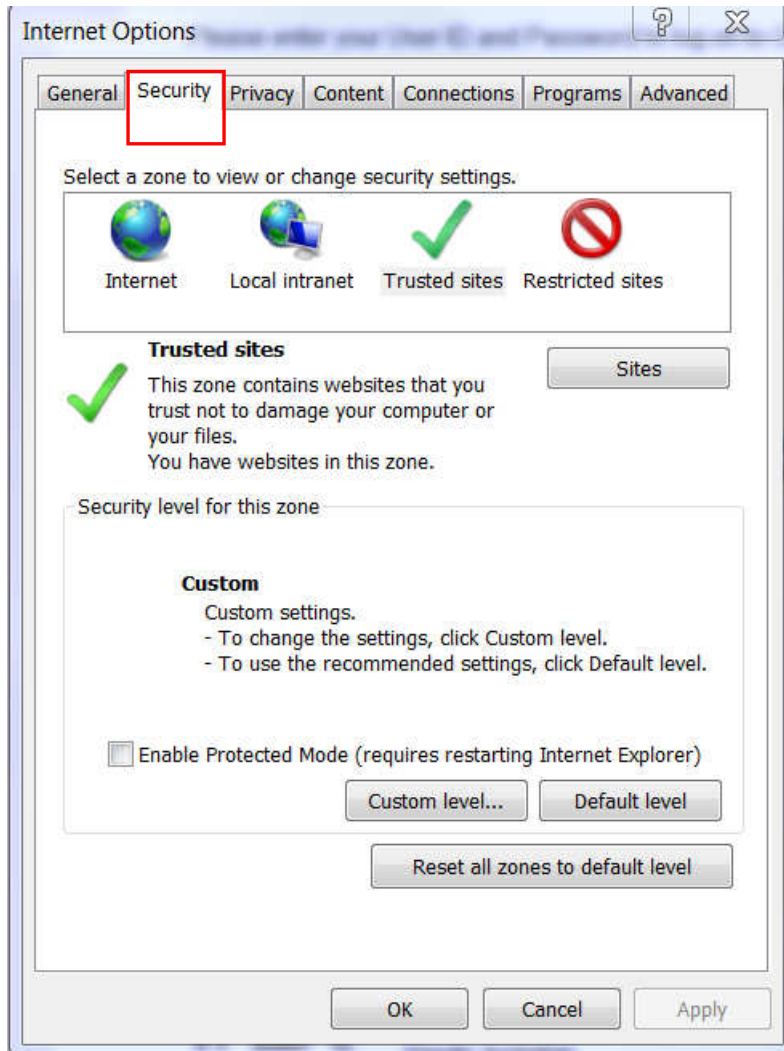 Internet Options
General Security Privacy Content Connections Programs Advanced
Select a zone to view or change security settings.
Internet Local intranet Trusted sites Restricted sites
Trusted sites
Sites
This zone contains websites that you
trust not to damage your computer or
your files.
You have websites in this zone.
Security level for this zone
Custom
Custom settings.
- To change the settings, click Custom level.
- To use the recommended settings, click Default level.
Enable Protected Mode (requires restarting Internet Explorer)
Custom level... Default level
Reset all zones to default level
OK Cancel Apply